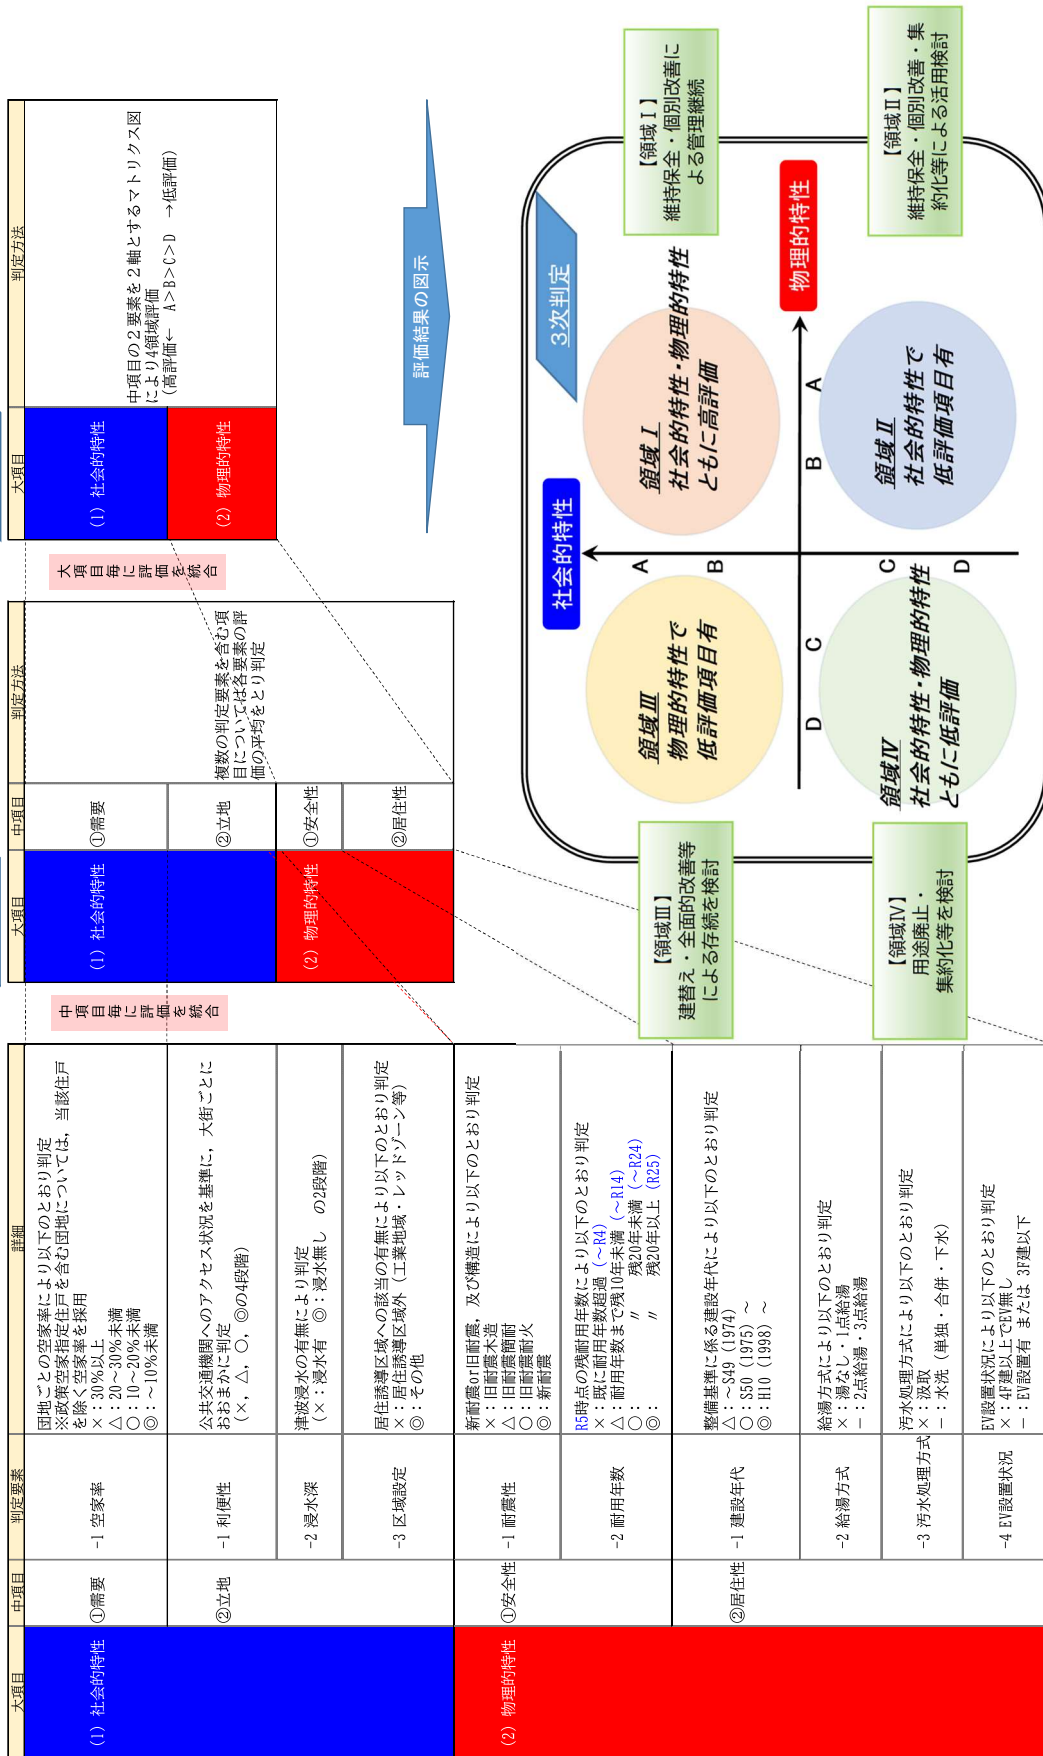 大項目
中項目
判定要素
詳細
(1) 社会的特性
①需要
-1 空家率
団地ごとの空家率により以下のとおり判定
※政策空家指定住戸を含む団地については，当該住戸
を除く空家率を採用
×：30％以上
△：20～30％未満
○：10～20％未満
◎：～10％未満
②立地
-1 利便性
公共交通機関へのアクセス状況を基準に，大街ごとに
おおまかに判定
（×，△，○，◎の4段階）
-2 浸水深
津波浸水の有無により判定
（×：浸水有　◎：浸水無し　の2段階）
-3 区域設定
居住誘導区域への該当の有無により以下のとおり判定
×：居住誘導区域外（工業地域・レッドゾーン等）
◎：その他
(2) 物理的特性
①安全性
-1 耐震性
新耐震or旧耐震，及び構造により以下のとおり判定
×：旧耐震木造
△：旧耐震簡耐
○：旧耐震耐火
◎：新耐震
-2 耐用年数
R5時点の残耐用年数により以下のとおり判定
×：既に耐用年数超過（～R4）
△：耐用年数まで残10年未満（～R14）
○：　〃　残20年未満（～R24）
◎：　〃　残20年以上（R25）
②居住性
-1 建設年代
整備基準に係る建設年代により以下のとおり判定
△：～S49（1974）
○：S50（1975）～
◎：H10（1998）～
-2 給湯方式
給湯方式により以下のとおり判定
×：湯なし・1点給湯
－：2点給湯・3点給湯
-3 汚水処理方式
汚水処理方式により以下のとおり判定
×：汲取
－：水洗（単独・合併・下水）
-4 EV設置状況
EV設置状況により以下のとおり判定
×：4F建以上でEV無し
－：EV設置有 または 3F建以下
中項目毎に評価を統合
大項目
中項目
判定方法
(1) 社会的特性
①需要
②立地
(2) 物理的特性
①安全性
②居住性
複数の判定要素を含む項
目については各要素の評
価の平均をとり判定
大項目毎に評価を統合
大項目
判定方法
(1) 社会的特性
(2) 物理的特性
中項目の２要素を２軸とするマトリクス図
により4領域評価
（高評価←　A＞B＞C＞D　→低評価）
評価結果の図示
3次判定
社会的特性
物理的特性
A
B
C
D
D
C
B
A
領域Ⅲ
物理的特性で
低評価項目有
領域Ⅰ
社会的特性・物理的特性
ともに高評価
領域Ⅳ
社会的特性・物理的特性
ともに低評価
領域Ⅱ
社会的特性で
低評価項目有
【領域Ⅲ】
建替え・全面的改善等
による存続を検討
【領域Ⅰ】
維持保全・個別改善に
よる管理継続
【領域Ⅳ】
用途廃止・
集約化等を検討
【領域Ⅱ】
維持保全・個別改善・集
約化等による活用検討